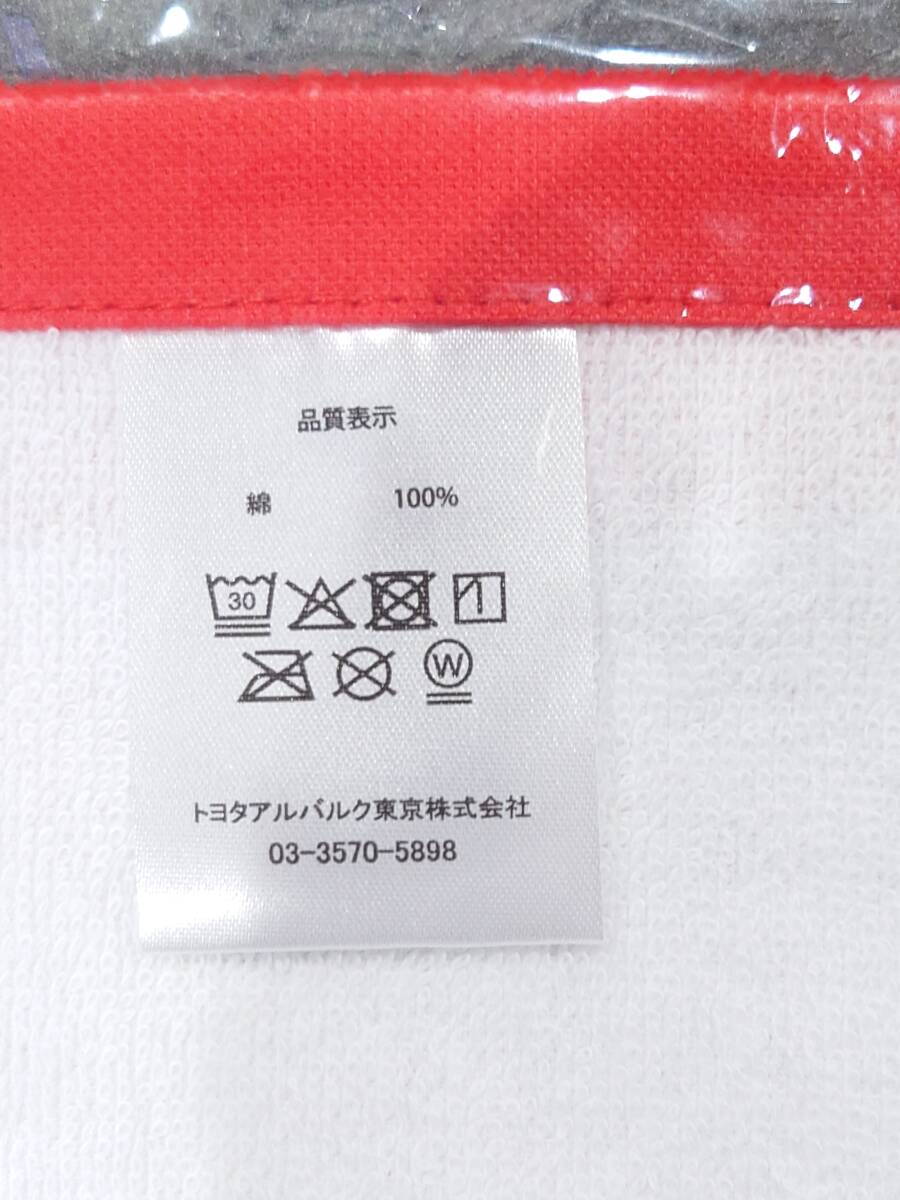 品質表示
綿 100%
30
W
トヨタアルバルク東京株式会社
03-3570-5898